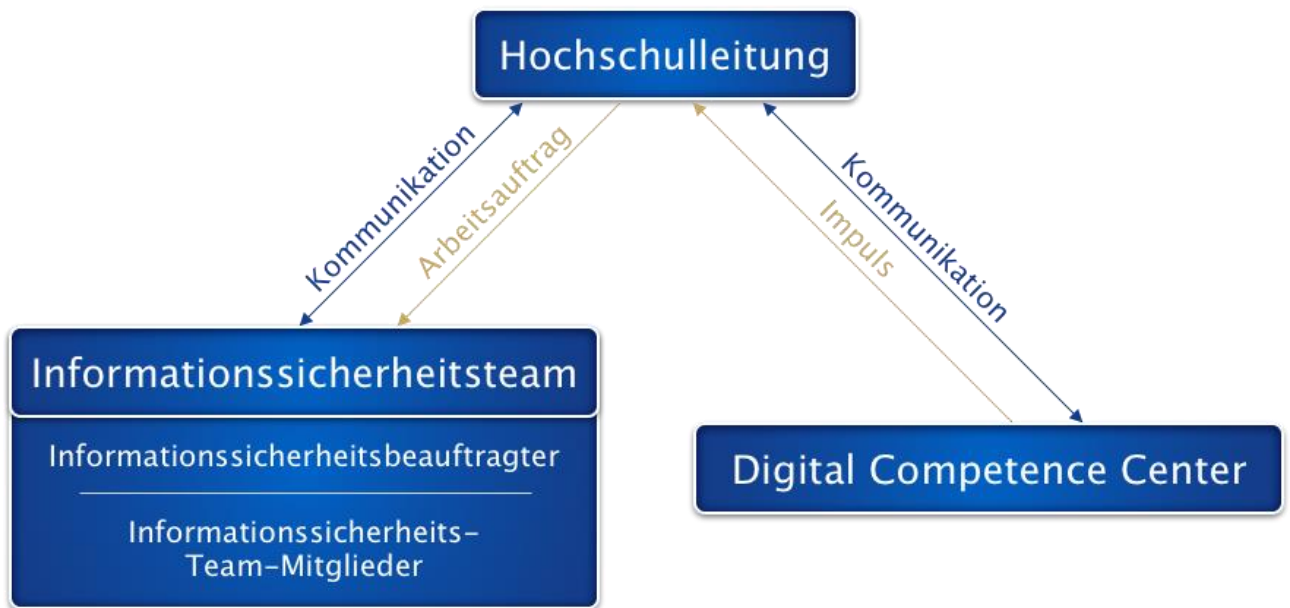 Hochschulleitung
Kommunikation
Arbeitsauftrag
Impuls
Kommunikation
Informationssicherheitsteam
Informationssicherheitsbeauftragter
Informationssicherheits-
Team-Mitglieder
Digital Competence Center